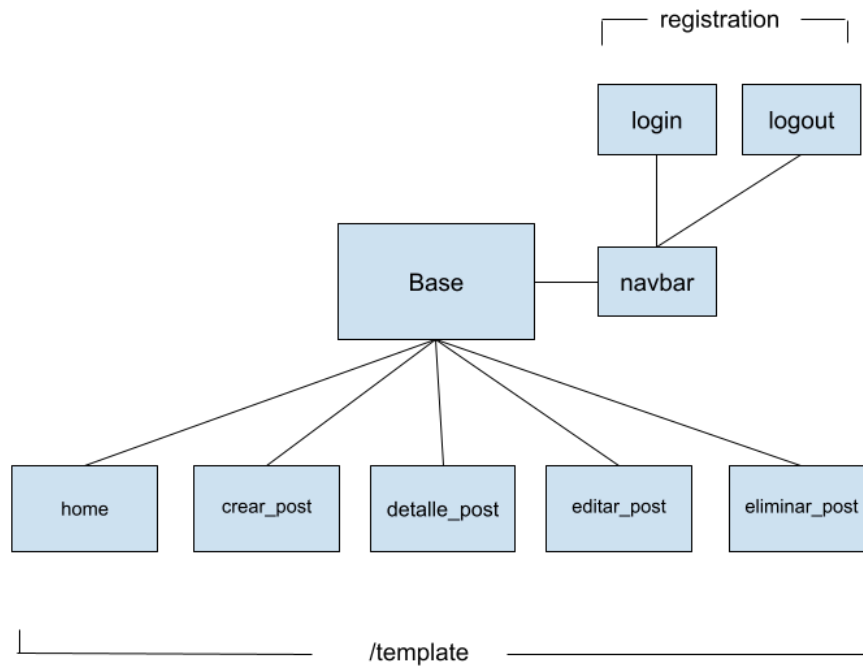 registration
login
logout
Base
navbar
home
crear_post
detalle_post
editar_post
eliminar_post
/template